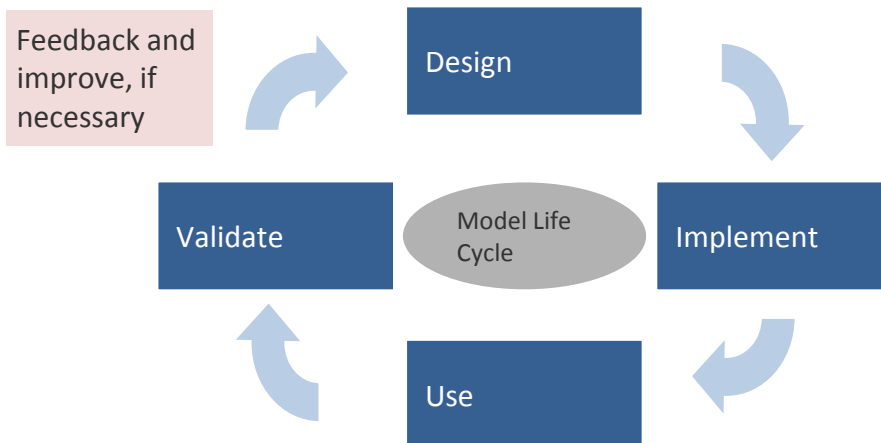 Feedback and
improve, if
necessary
Design
Validate
Model Life
Cycle
Implement
Use